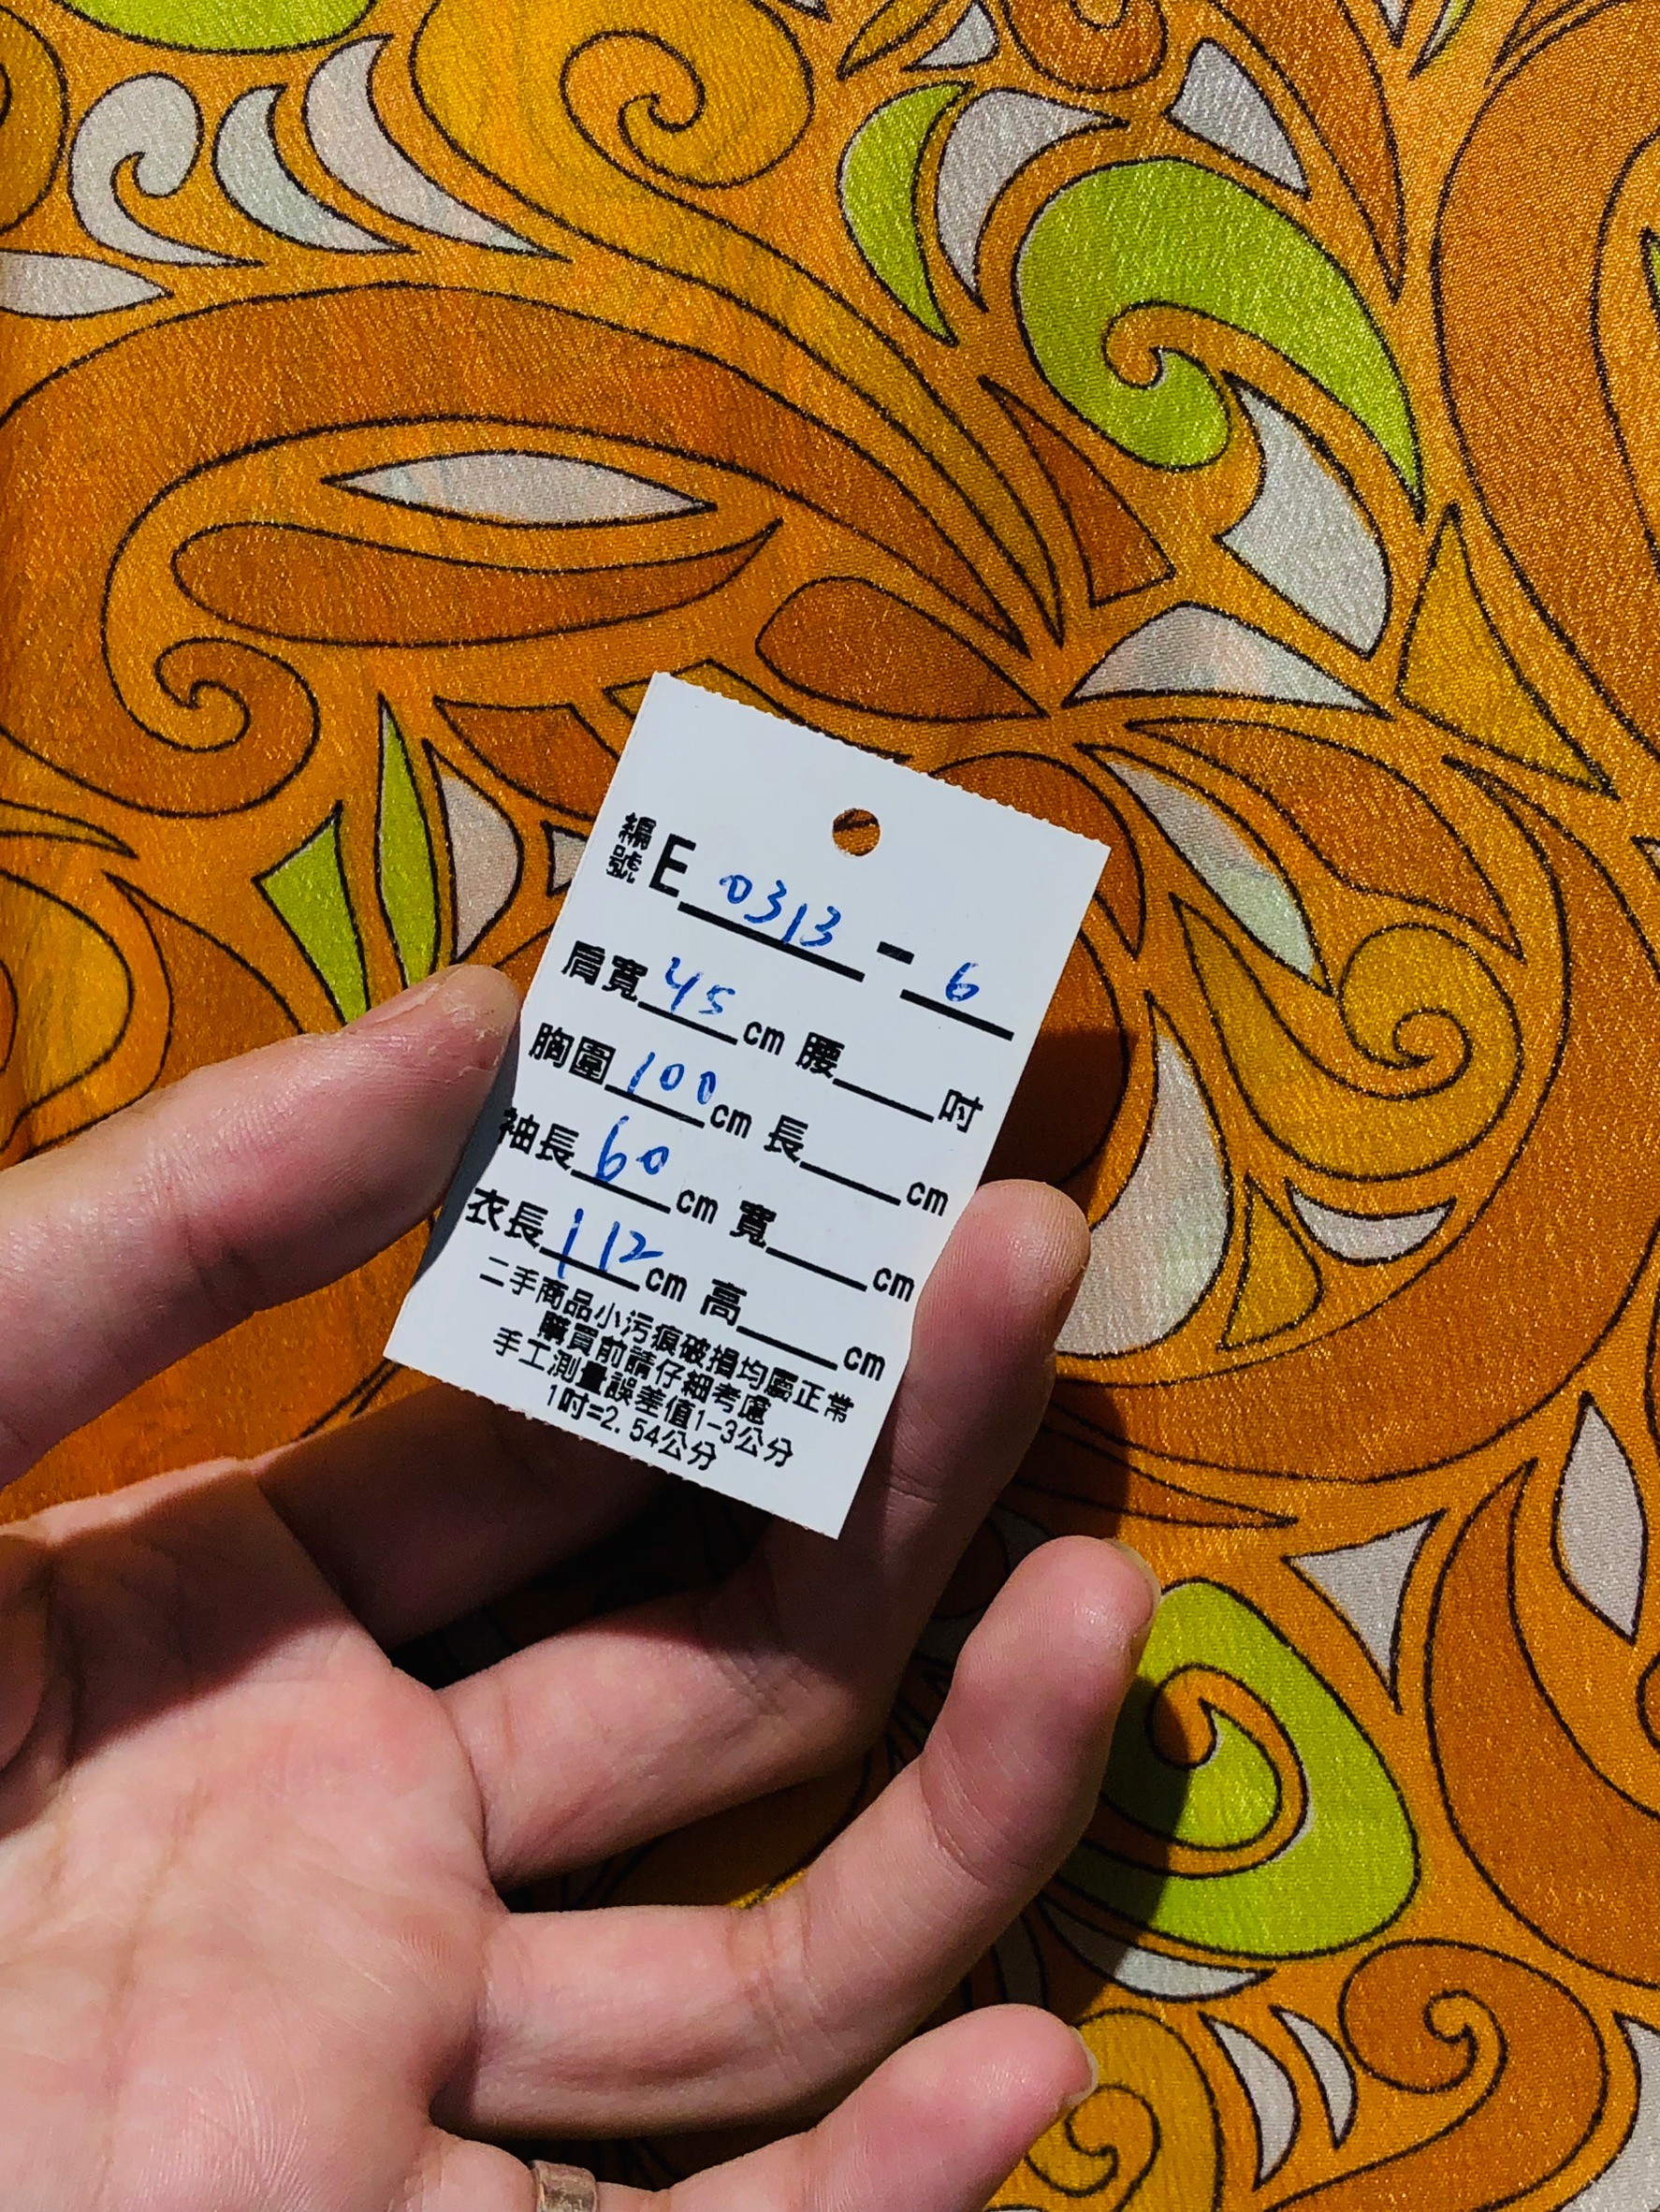 編號 E 0313 - 6
肩寬 45 cm 腰 吋
胸圍 100 cm 長 cm
袖長 60 cm 寬 cm
衣長 112 cm 高 cm
二手商品小污痕破損均屬正常
購買前請仔細考慮
手工測量誤差值1-3公分
1吋=2.54公分